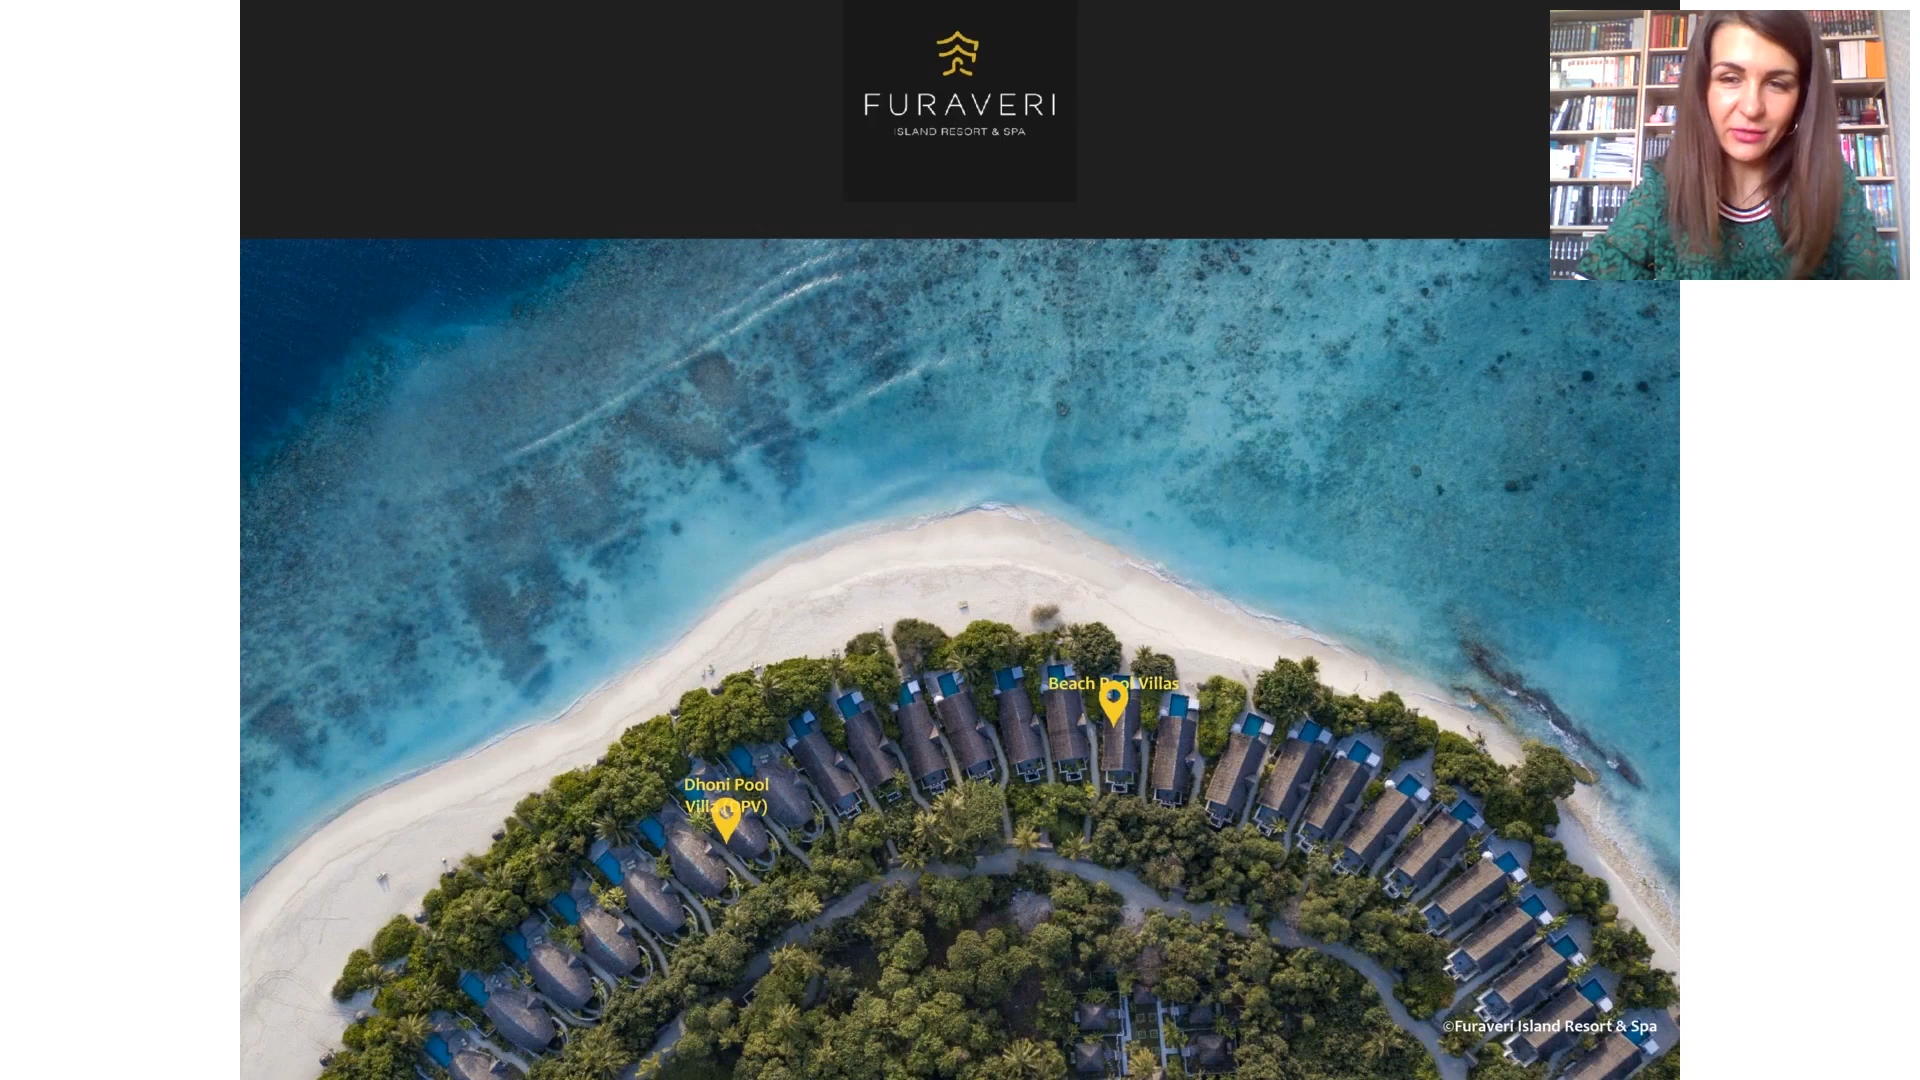 FURAVERI
ISLAND RESORT & SPA
Beach Pool Villas
Dhoni Pool
Villa (DPV)
©Furaveri Island Resort & Spa